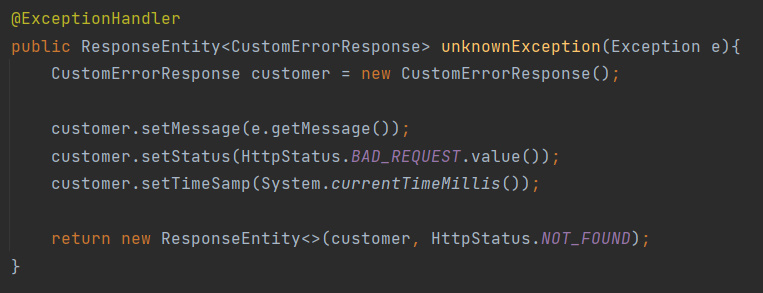 @ExceptionHandler
public ResponseEntity<CustomErrorResponse> unknownException(Exception e){
CustomErrorResponse customer = new CustomErrorResponse();
customer.setMessage(e.getMessage());
customer.setStatus(HttpStatus.BAD_REQUEST.value());
customer.setTimeSamp(System.currentTimeMillis());
return new ResponseEntity<>(customer, HttpStatus.NOT_FOUND);
}